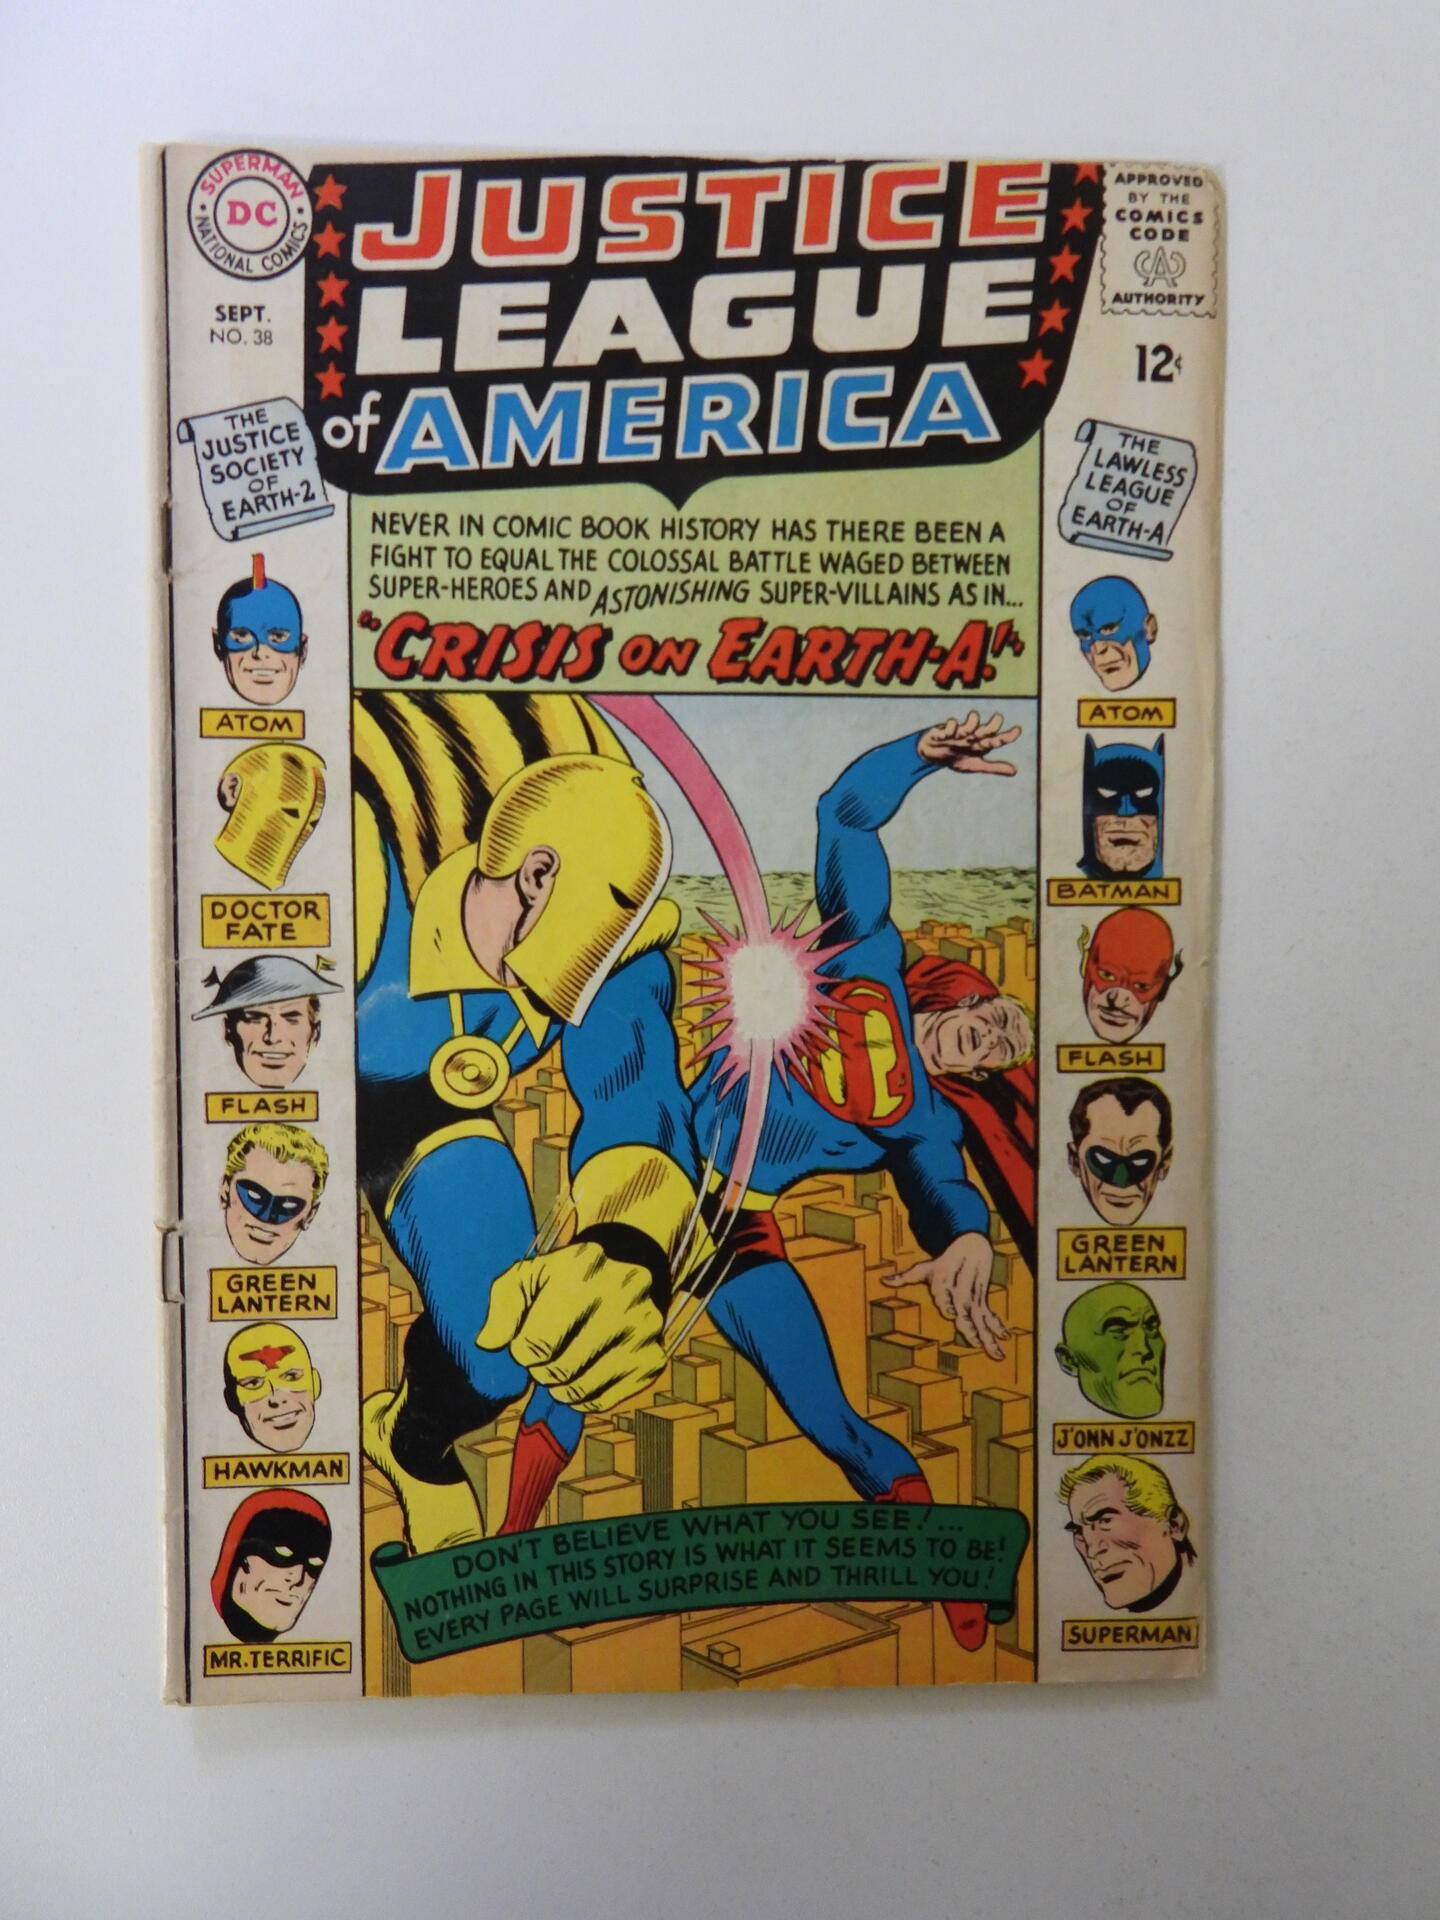 SUPERMAN
DC
NATIONAL COMICS
SEPT.
NO. 38
JUSTICE
LEAGUE
of AMERICA
APPROVED
BY THE
COMICS
CODE
CA
AUTHORITY
12¢
THE
JUSTICE
SOCIETY
OF
EARTH-2
THE
LAWLESS
LEAGUE
OF
EARTH-A
NEVER IN COMIC BOOK HISTORY HAS THERE BEEN A
FIGHT TO EQUAL THE COLOSSAL BATTLE WAGED BETWEEN
SUPER-HEROES AND ASTONISHING SUPER-VILLAINS AS IN...
"CRISIS ON EARTH-A!"
ATOM
DOCTOR
FATE
FLASH
GREEN
LANTERN
HAWKMAN
MR. TERRIFIC
ATOM
BATMAN
FLASH
GREEN
LANTERN
J'ONN J'ONZZ
SUPERMAN
DON'T BELIEVE WHAT YOU SEE!...
NOTHING IN THIS STORY IS WHAT IT SEEMS TO BE!
EVERY PAGE WILL SURPRISE AND THRILL YOU!